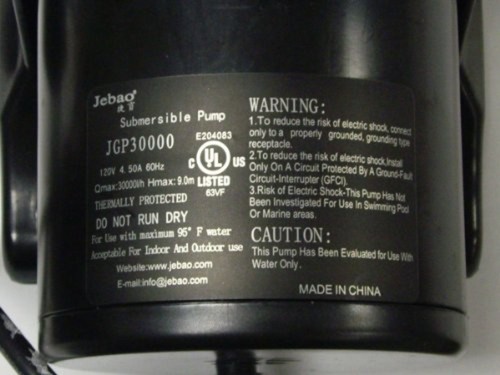 Jebao®
捷宝
Submersible Pump
JGP30000
120V 4.50A 60Hz
Qmax:30000l/h Hmax:9.0m
THERMALLY PROTECTED
DO NOT RUN DRY
For Use with maximum 95° F water
Acceptable For Indoor And Outdoor use
Website:www.jebao.com
E-mail:info@jebao.com
E204083
C UL US
LISTED
63VF
WARNING:
1.To reduce the risk of electric shock, connect
only to a properly grounded, grounding type
receptacle.
2.To reduce the risk of electric shock,Install
Only On A Circuit Protected By A Ground-Fault
Circuit-Interrupter (GFCI).
3.Risk of Electric Shock-This Pump Has Not
Been Investigated For Use In Swimming Pool
Or Marine areas.
CAUTION:
This Pump Has Been Evaluated for Use With
Water Only.
MADE IN CHINA